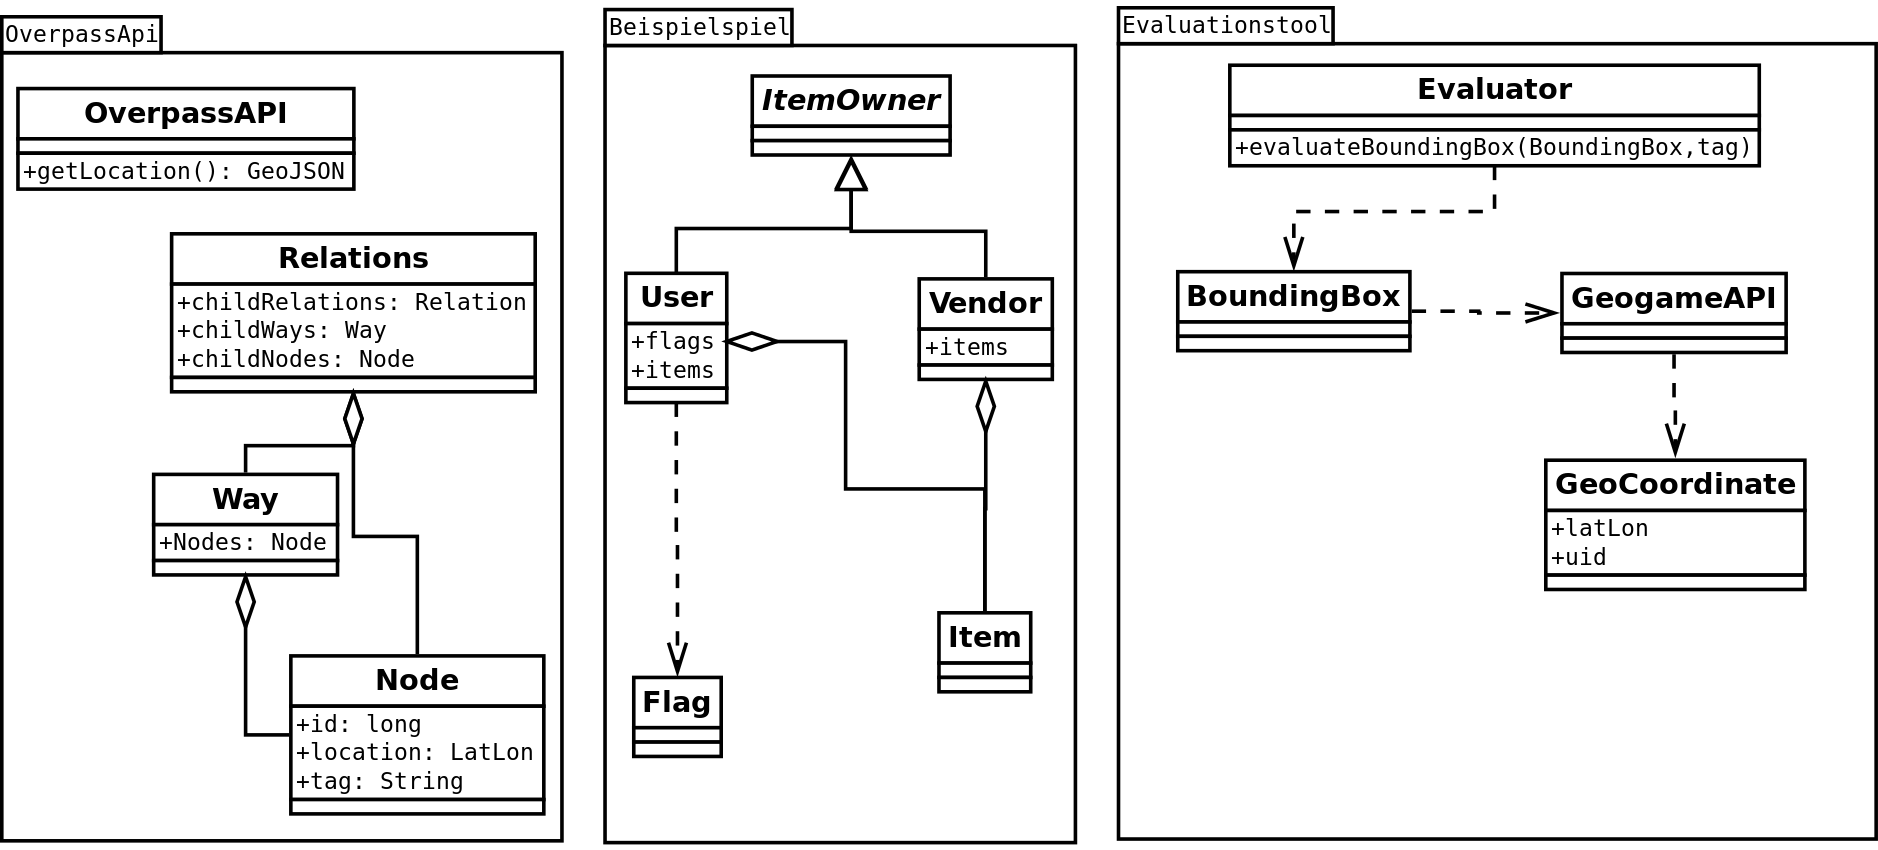 OverpassApi
OverpassAPI
+getLocation(): GeoJSON
Relations
+childRelations: Relation
+childWays: Way
+childNodes: Node
Way
+Nodes: Node
Node
+id: long
+location: LatLon
+tag: String
Beispielspiel
ItemOwner
User
+flags
+items
Vendor
+items
Item
Flag
Evaluationstool
Evaluator
+evaluateBoundingBox(BoundingBox,tag)
BoundingBox
GeogameAPI
GeoCoordinate
+latLon
+uid